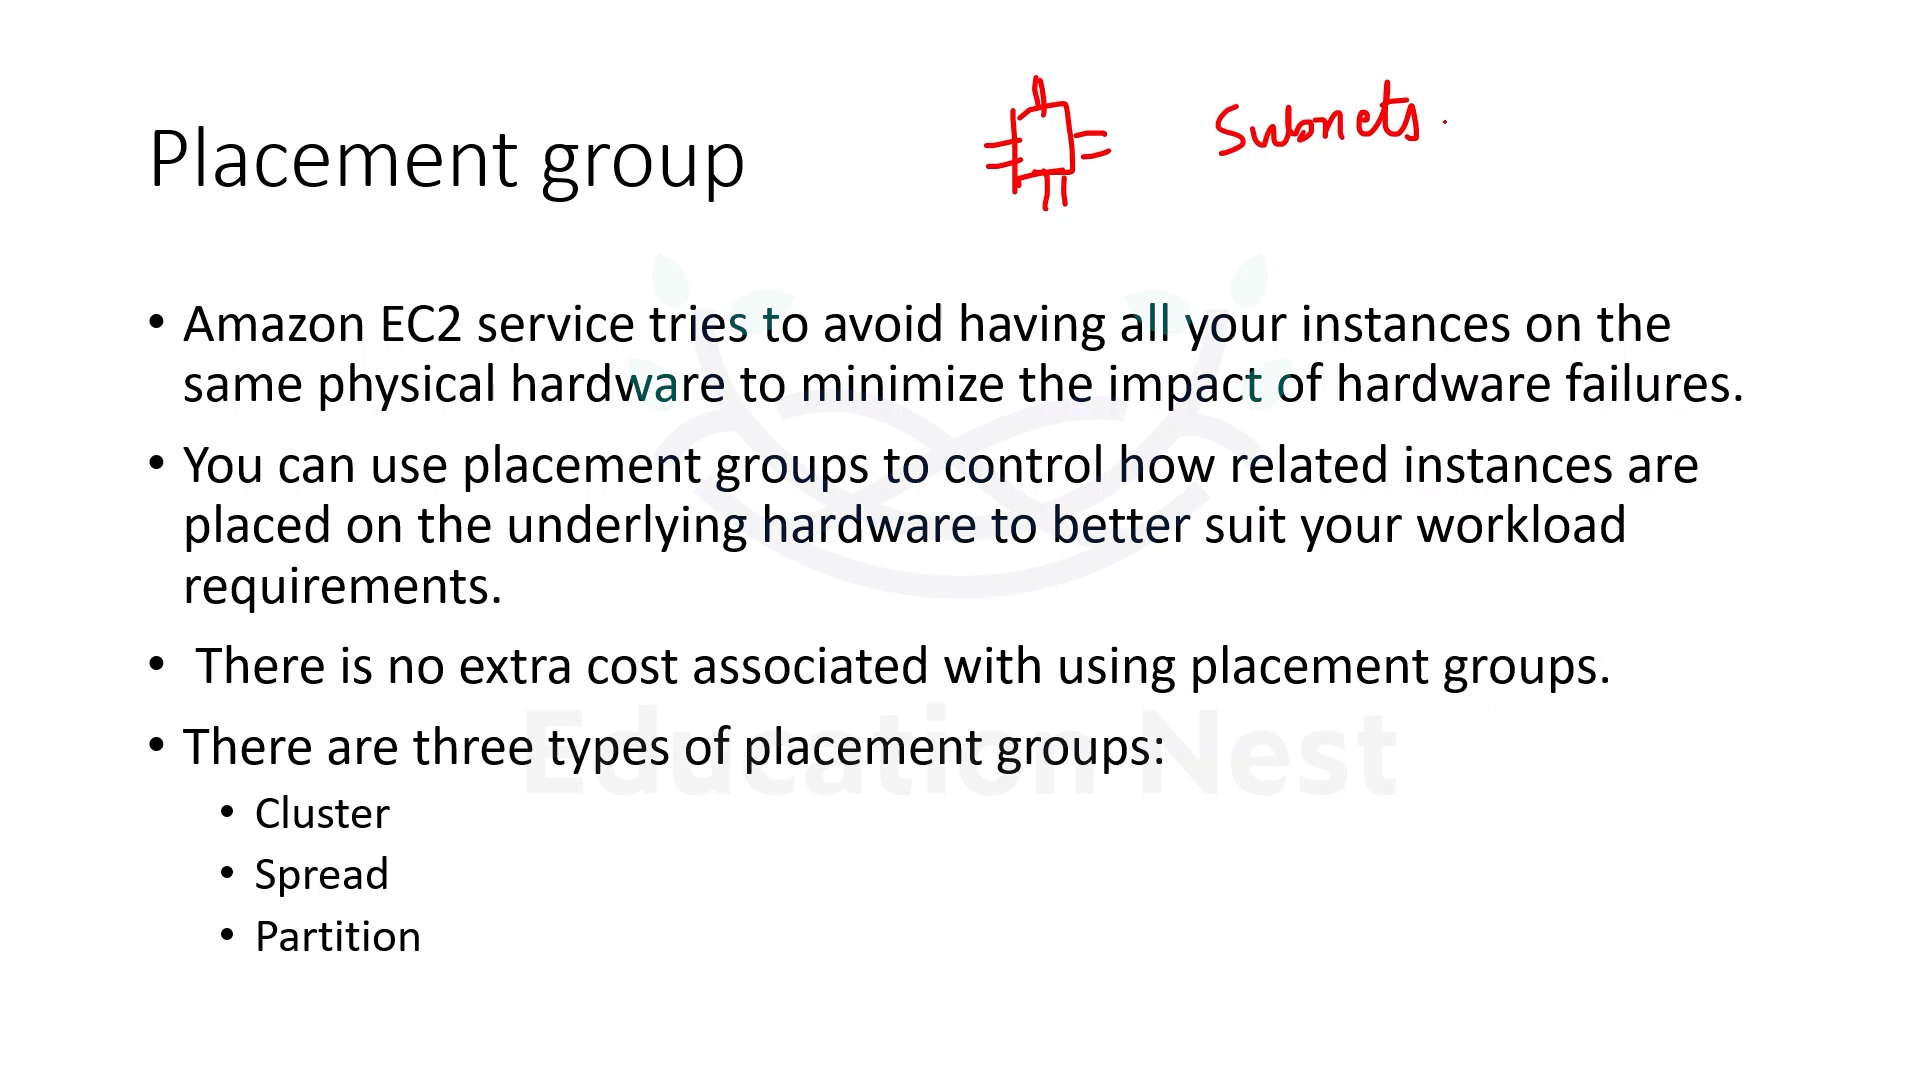 Placement group
Subnets.
• Amazon EC2 service tries to avoid having all your instances on the
same physical hardware to minimize the impact of hardware failures.
• You can use placement groups to control how related instances are
placed on the underlying hardware to better suit your workload
requirements.
• There is no extra cost associated with using placement groups.
• There are three types of placement groups:
Education Nest
• Cluster
• Spread
• Partition